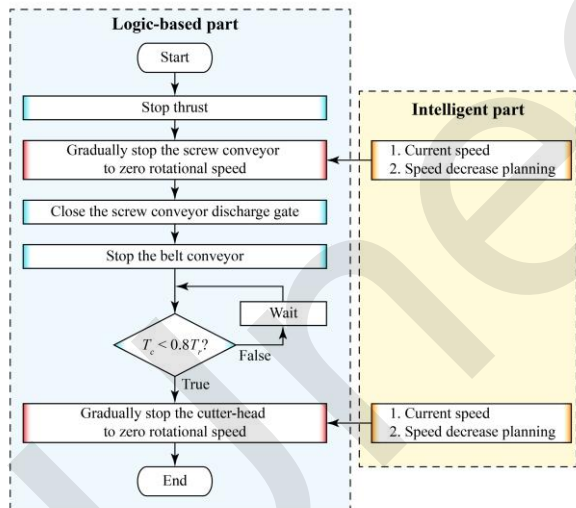 Logic-based part
Start
Stop thrust
Gradually stop the screw conveyor
to zero rotational speed
Close the screw conveyor discharge gate
Stop the belt conveyor
Wait
T_c < 0.8T_r?
False
True
Gradually stop the cutter-head
to zero rotational speed
End
Intelligent part
1. Current speed
2. Speed decrease planning
1. Current speed
2. Speed decrease planning